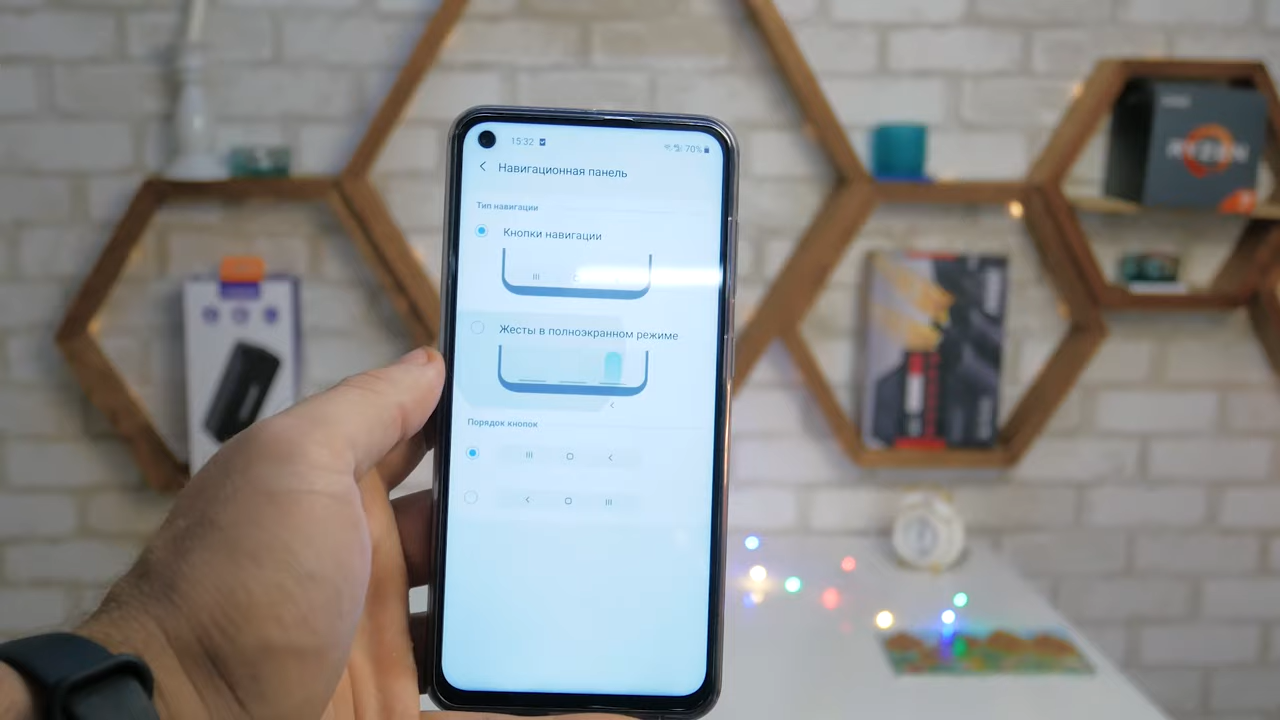 15:32
70%
Навигационная панель
Тип навигации
Кнопки навигации
Жесты в полноэкранном режиме
Порядок кнопок
RYZEN